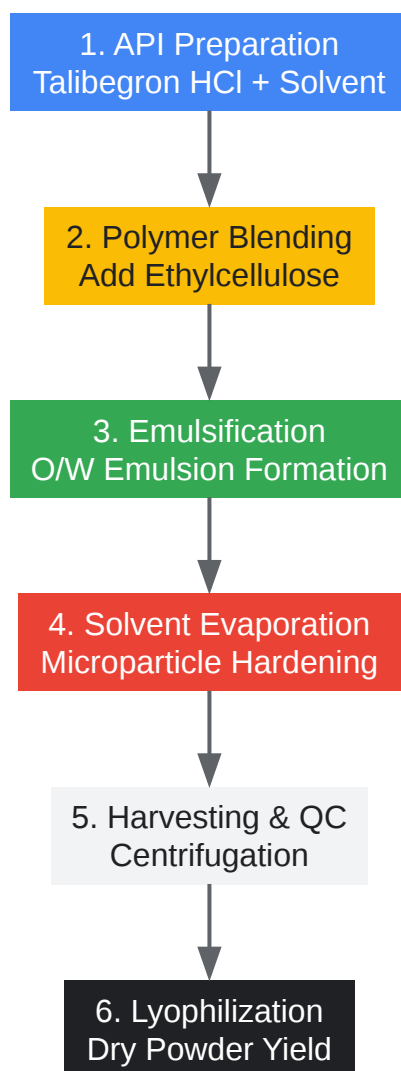 1. API Preparation
Talibegron HCl + Solvent
2. Polymer Blending
Add Ethylcellulose
3. Emulsification
O/W Emulsion Formation
4. Solvent Evaporation
Microparticle Hardening
5. Harvesting & QC
Centrifugation
6. Lyophilization
Dry Powder Yield